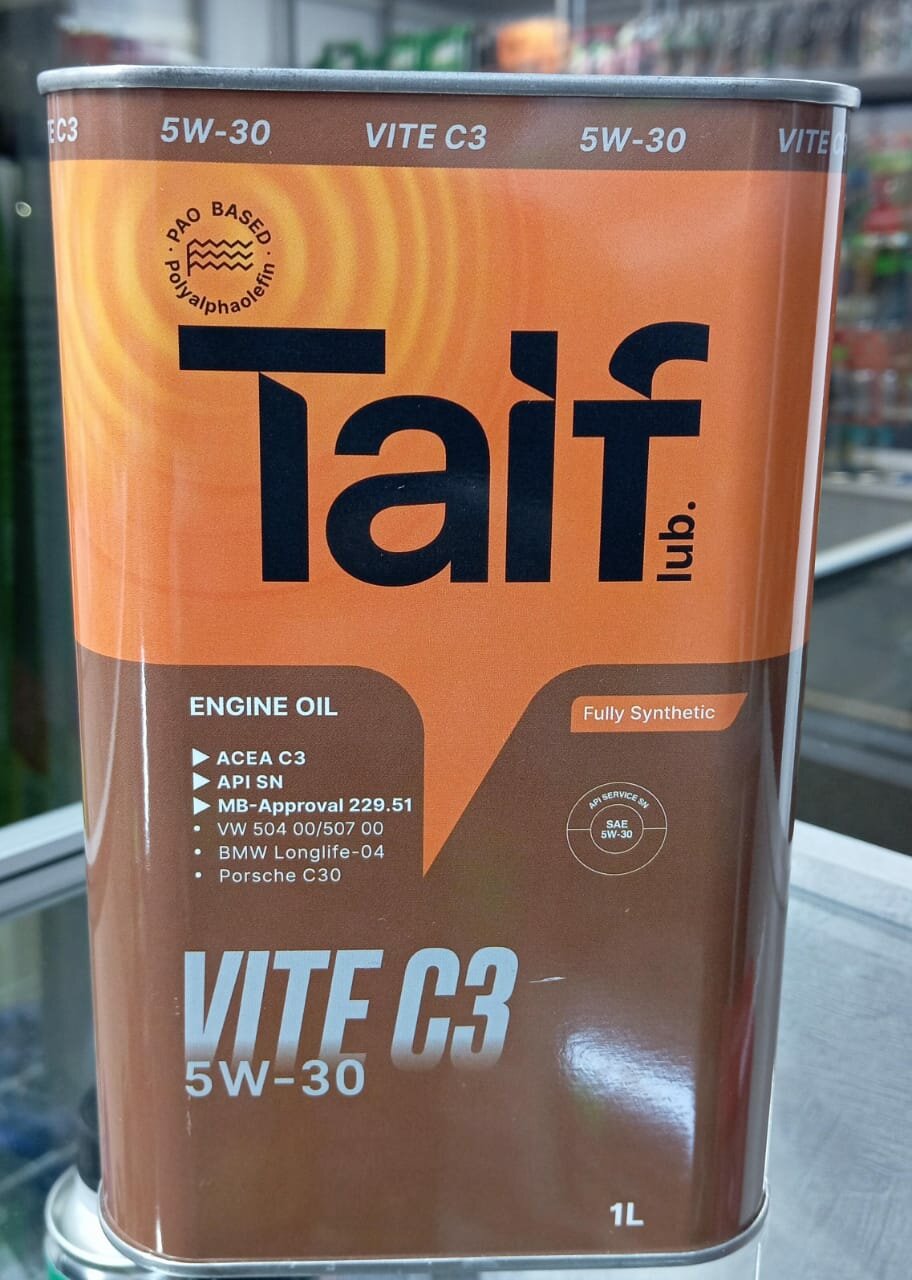 TE C3 5W-30 VITE C3 5W-30 VITE C3
· PAO BASED ·
Polyalphaolefin
Taif
lub.
ENGINE OIL
Fully Synthetic
▶ ACEA C3
▶ API SN
▶ MB-Approval 229.51
• VW 504 00/507 00
• BMW Longlife-04
• Porsche C30
API SERVICE SN
SAE
5W-30
VITE C3
5W-30
1L